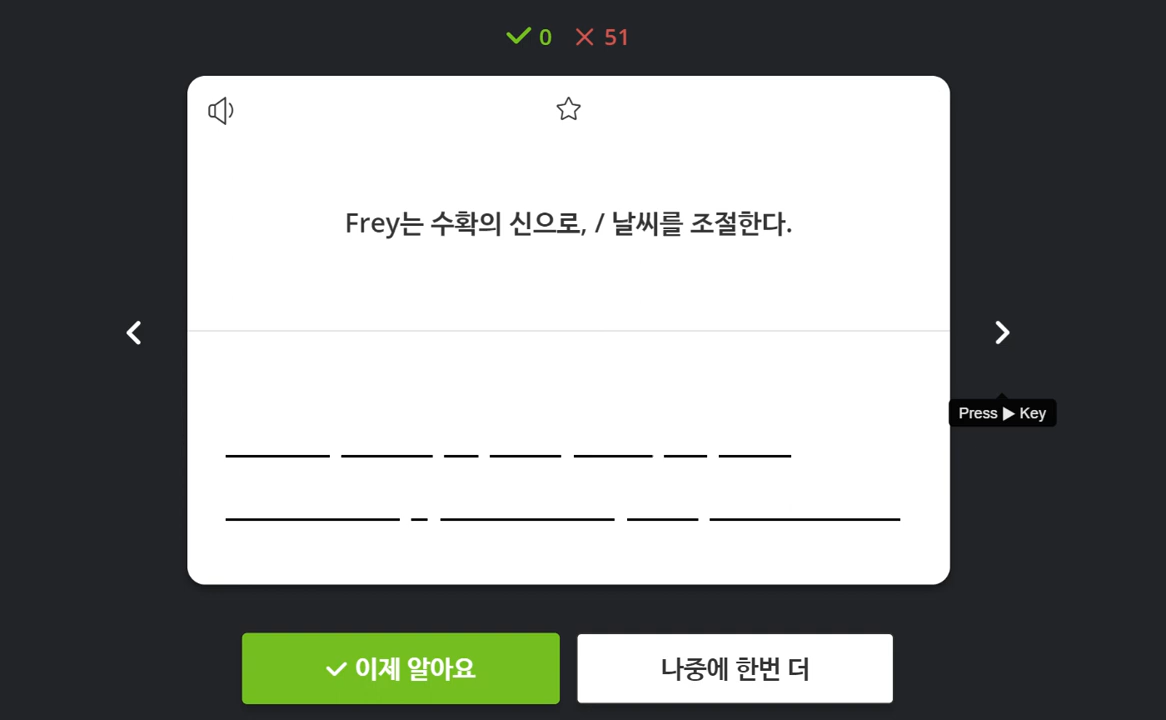 0 51
Frey는 수확의 신으로, / 날씨를 조절한다.
Press ▶ Key
이제 알아요
나중에 한번 더